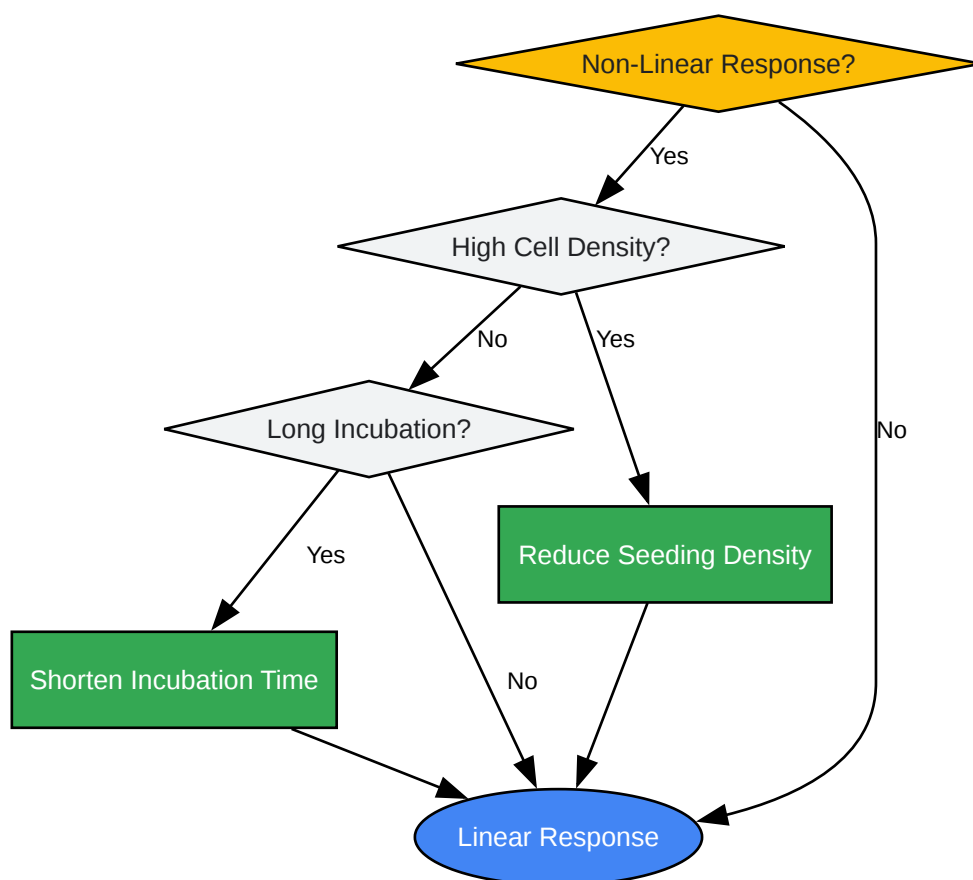 Non-Linear Response?
Yes
High Cell Density?
No
Yes
Long Incubation?
No
Reduce Seeding Density
Yes
Shorten Incubation Time
No
Linear Response